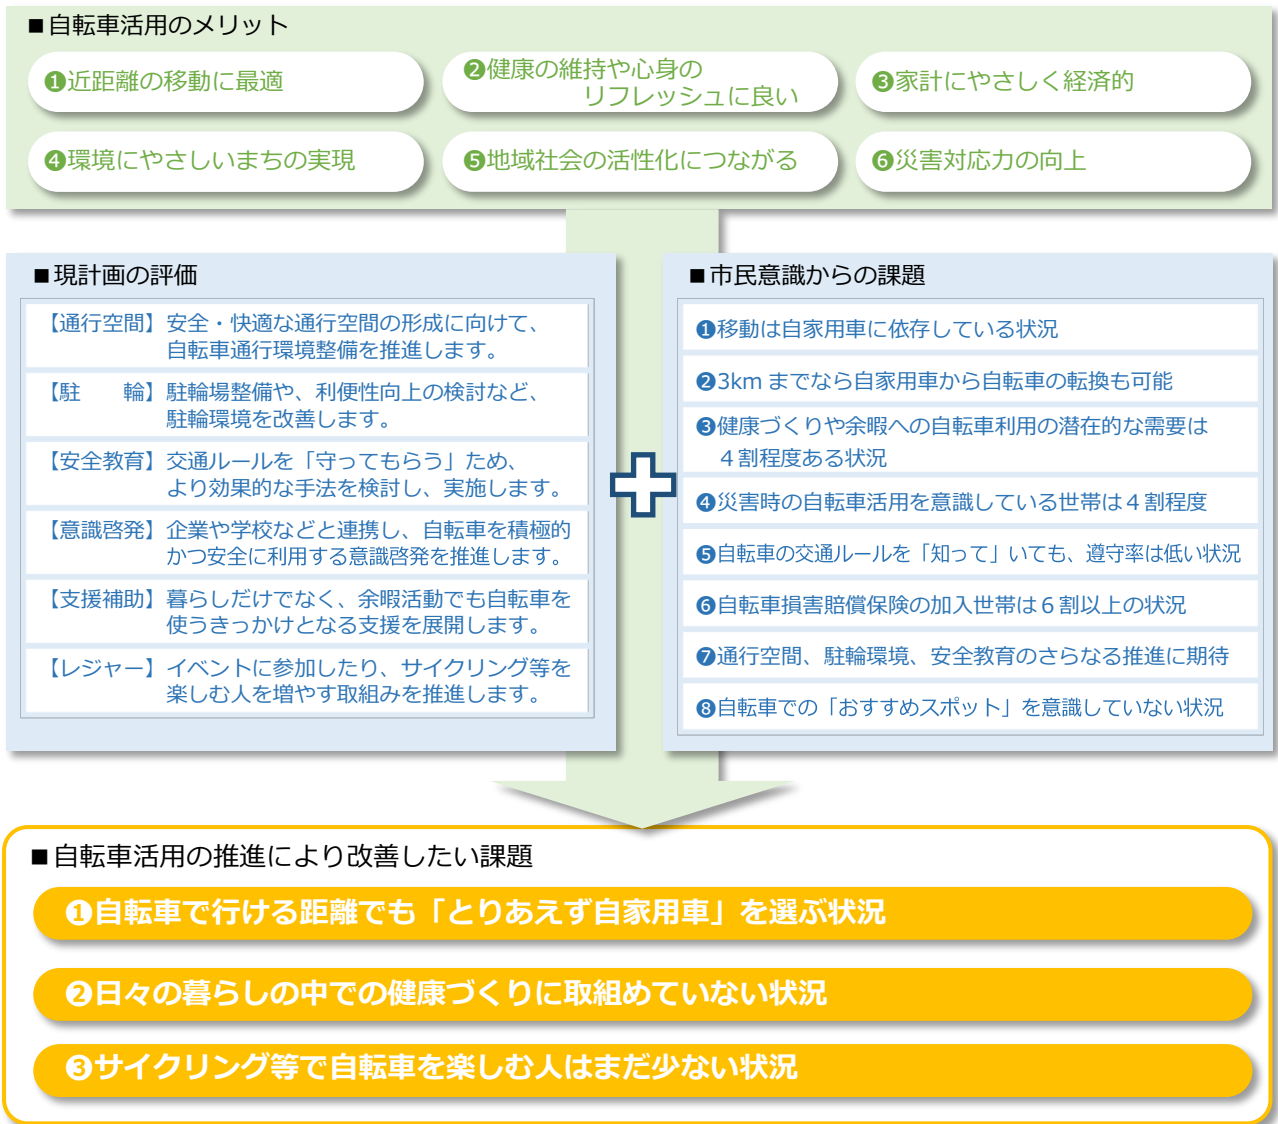 ■自転車活用のメリット
❶近距離の移動に最適
❷健康の維持や心身の
リフレッシュに良い
❸家計にやさしく経済的
❹環境にやさしいまちの実現
❺地域社会の活性化につながる
❻災害対応力の向上
■現計画の評価
【通行空間】安全・快適な通行空間の形成に向けて、
自転車通行環境整備を推進します。
【駐　　輪】駐輪場整備や、利便性向上の検討など、
駐輪環境を改善します。
【安全教育】交通ルールを「守ってもらう」ため、
より効果的な手法を検討し、実施します。
【意識啓発】企業や学校などと連携し、自転車を積極的
かつ安全に利用する意識啓発を推進します。
【支援補助】暮らしだけでなく、余暇活動でも自転車を
使うきっかけとなる支援を展開します。
【レジャー】イベントに参加したり、サイクリング等を
楽しむ人を増やす取組みを推進します。
■市民意識からの課題
❶移動は自家用車に依存している状況
❷3km までなら自家用車から自転車の転換も可能
❸健康づくりや余暇への自転車利用の潜在的な需要は
４割程度ある状況
❹災害時の自転車活用を意識している世帯は４割程度
❺自転車の交通ルールを「知って」いても、遵守率は低い状況
❻自転車損害賠償保険の加入世帯は６割以上の状況
❼通行空間、駐輪環境、安全教育のさらなる推進に期待
❽自転車での「おすすめスポット」を意識していない状況
■自転車活用の推進により改善したい課題
❶自転車で行ける距離でも「とりあえず自家用車」を選ぶ状況
❷日々の暮らしの中での健康づくりに取組めていない状況
❸サイクリング等で自転車を楽しむ人はまだ少ない状況